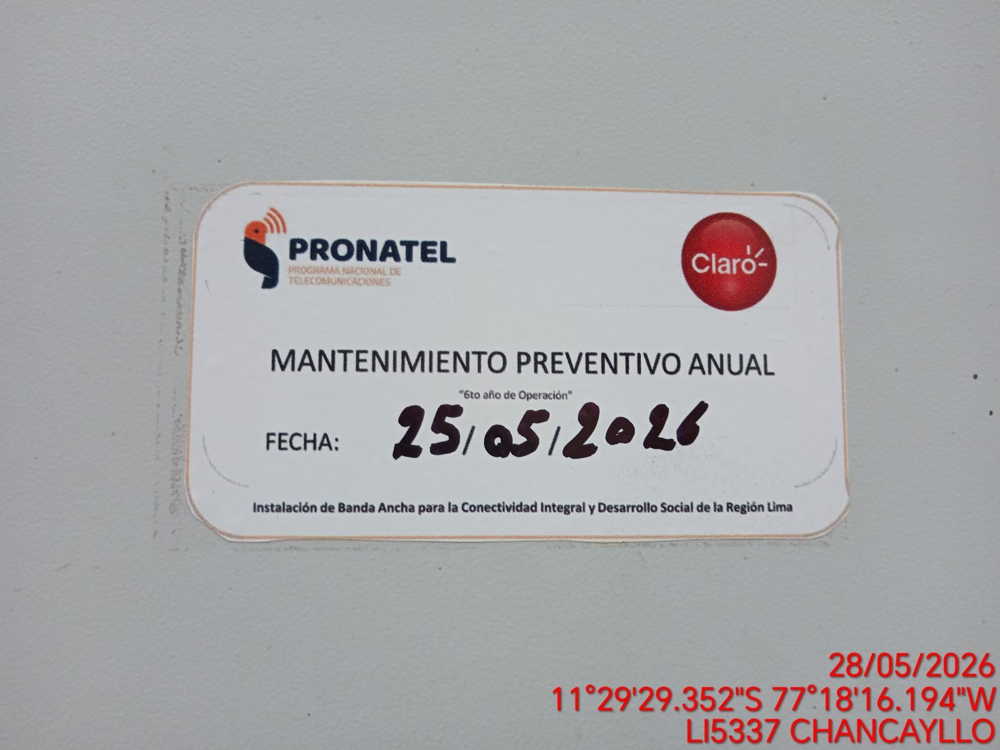 PRONATEL
PROGRAMA NACIONAL DE
TELECOMUNICACIONES
Claro
MANTENIMIENTO PREVENTIVO ANUAL
"6to año de Operación"
FECHA: 25/05/2026
Instalación de Banda Ancha para la Conectividad Integral y Desarrollo Social de la Región Lima
28/05/2026
11°29'29.352"S 77°18'16.194"W
LI5337 CHANCAYLLO